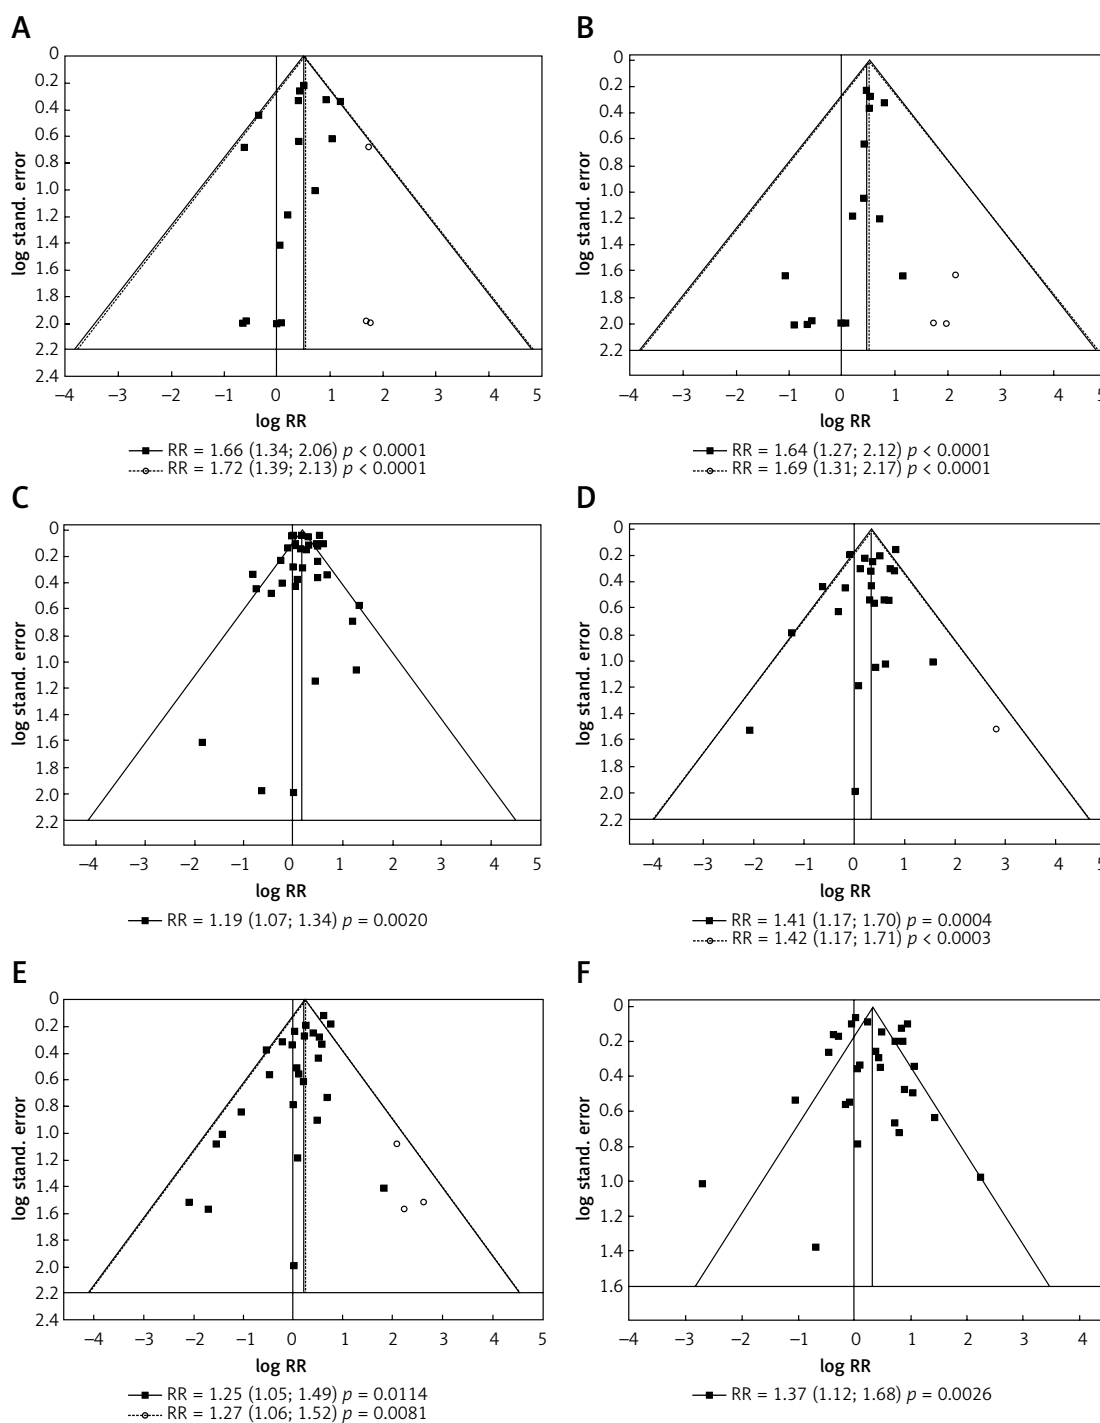 A
B
0
0.2
0.4
0.6
0.8
1.0
1.2
1.4
1.6
1.8
2.0
2.2
2.4
log stand. error
−4 −3 −2 −1 0 1 2 3 4 5
log RR
RR = 1.66 (1.34; 2.06) p < 0.0001
RR = 1.72 (1.39; 2.13) p < 0.0001
0
0.2
0.4
0.6
0.8
1.0
1.2
1.4
1.6
1.8
2.0
2.2
log stand. error
−4 −3 −2 −1 0 1 2 3 4
log RR
RR = 1.64 (1.27; 2.12) p < 0.0001
RR = 1.69 (1.31; 2.17) p < 0.0001
C
D
0
0.2
0.4
0.6
0.8
1.0
1.2
1.4
1.6
1.8
2.0
2.2
log stand. error
−4 −3 −2 −1 0 1 2 3 4 5
log RR
RR = 1.19 (1.07; 1.34) p = 0.0020
0
0.2
0.4
0.6
0.8
1.0
1.2
1.4
1.6
1.8
2.0
2.2
log stand. error
−4 −3 −2 −1 0 1 2 3 4
log RR
RR = 1.41 (1.17; 1.70) p = 0.0004
RR = 1.42 (1.17; 1.71) p < 0.0003
E
F
0
0.2
0.4
0.6
0.8
1.0
1.2
1.4
1.6
1.8
2.0
2.2
2.4
log stand. error
−4 −3 −2 −1 0 1 2 3 4 5
log RR
RR = 1.25 (1.05; 1.49) p = 0.0114
RR = 1.27 (1.06; 1.52) p = 0.0081
0
0.2
0.4
0.6
0.8
1.0
1.2
1.4
1.6
log stand. error
−4 −3 −2 −1 0 1 2 3 4
log RR
RR = 1.37 (1.12; 1.68) p = 0.0026